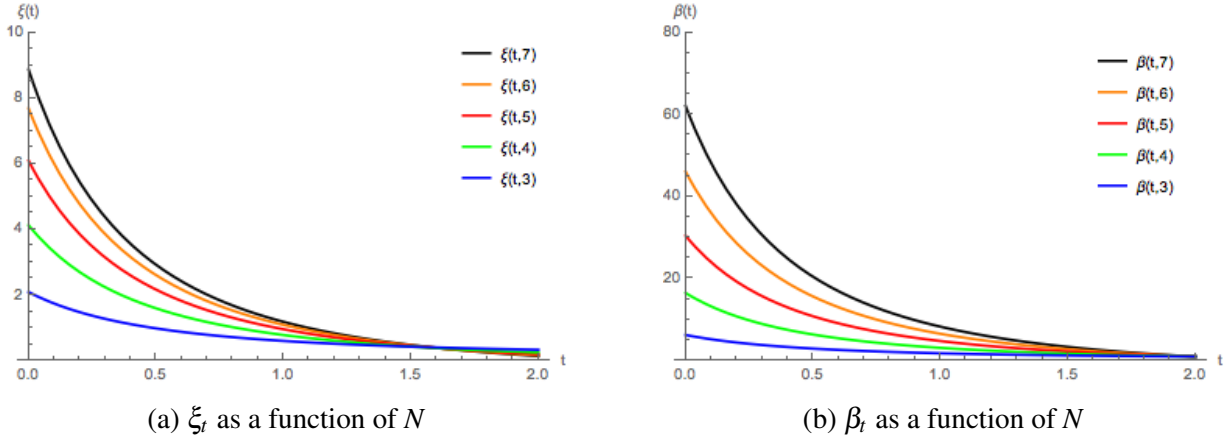 ξ(t)
10
8
6
4
2
0.0 0.5 1.0 1.5 2.0 t
ξ(t,7)
ξ(t,6)
ξ(t,5)
ξ(t,4)
ξ(t,3)
(a) ξt as a function of N
β(t)
80
60
40
20
0.0 0.5 1.0 1.5 2.0 t
β(t,7)
β(t,6)
β(t,5)
β(t,4)
β(t,3)
(b) βt as a function of N